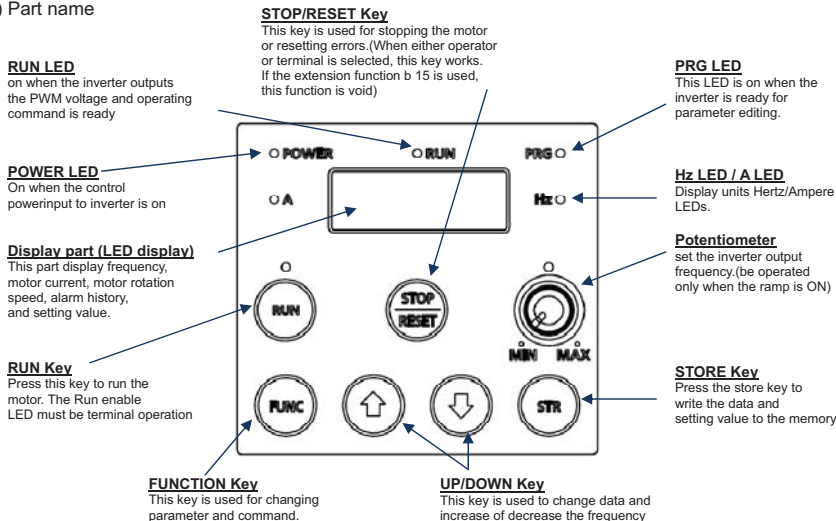 ) Part name
STOP/RESET Key
This key is used for stopping the motor
or resetting errors.(When either operator
or terminal is selected, this key works.
If the extension function b 15 is used,
this function is void)
RUN LED
on when the inverter outputs
the PWM voltage and operating
command is ready
PRG LED
This LED is on when the
inverter is ready for
parameter editing.
POWER LED
On when the control
powerinput to inverter is on
Hz LED / A LED
Display units Hertz/Ampere
LEDs.
Display part (LED display)
This part display frequency,
motor current, motor rotation
speed, alarm history,
and setting value.
Potentiometer
set the inverter output
frequency.(be operated
only when the ramp is ON)
RUN Key
Press this key to run the
motor. The Run enable
LED must be terminal operation
STORE Key
Press the store key to
write the data and
setting value to the memory
POWER
RUN
PRG
A
Hz
RUN
STOP
RESET
MIN
MAX
FUNC
STR
FUNCTION Key
This key is used for changing
parameter and command.
UP/DOWN Key
This key is used to change data and
increase of decrease the frequency